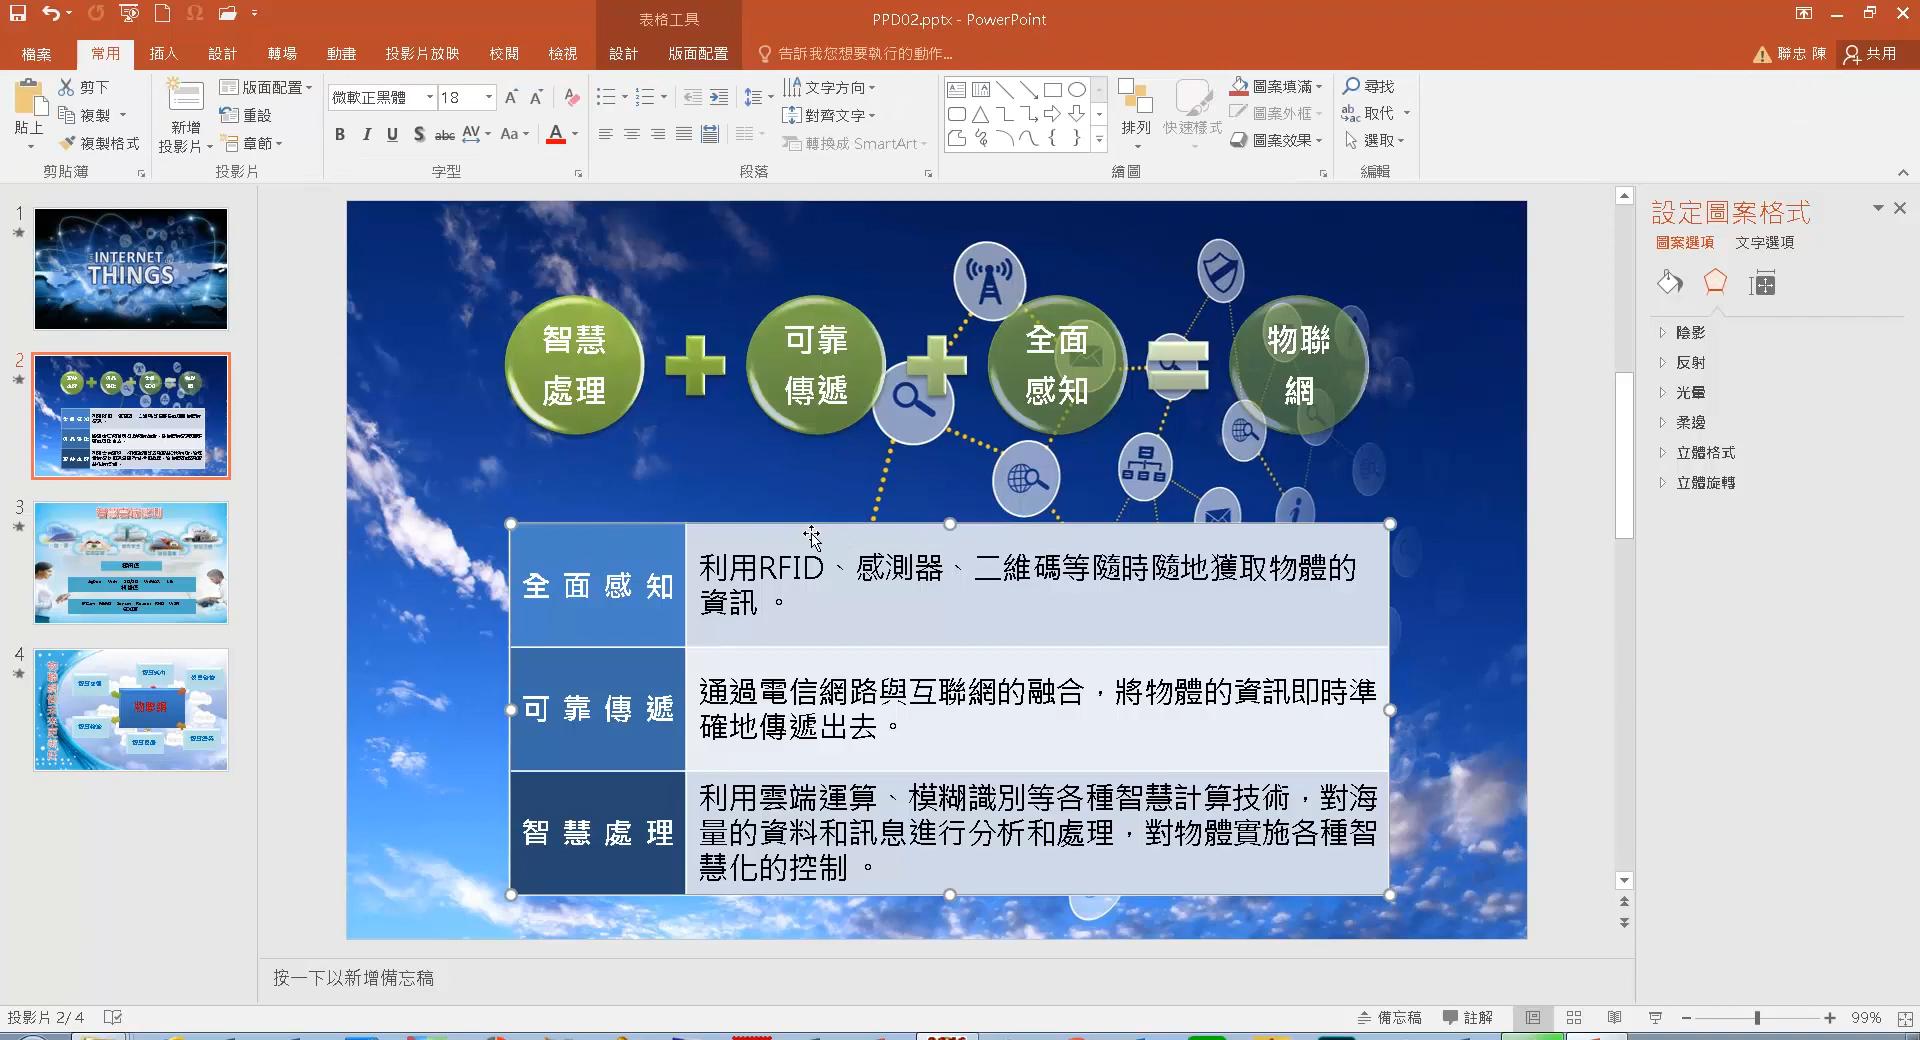 表格工具
PPD02.pptx - PowerPoint
檔案
常用
插入
設計
轉場
動畫
投影片放映
校閱
檢視
設計
版面配置
告訴我您想要執行的動作...
聯忠 陳
共用
貼上
剪下
複製
複製格式
剪貼簿
新增
投影片
版面配置
重設
章節
投影片
微軟正黑體
18
B I U S abc AV Aa A
字型
文字方向
對齊文字
轉換成 SmartArt
段落
排列
快速樣式
圖案填滿
圖案外框
圖案效果
繪圖
尋找
取代
選取
編輯
1
INTERNET
THINGS
2
3
4
物聯網
智慧
處理
可靠
傳遞
全面
感知
物聯
網
全面感知
利用RFID、感測器、二維碼等隨時隨地獲取物體的
資訊 。
可靠傳遞
通過電信網路與互聯網的融合，將物體的資訊即時準
確地傳遞出去。
智慧處理
利用雲端運算、模糊識別等各種智慧計算技術，對海
量的資料和訊息進行分析和處理，對物體實施各種智
慧化的控制 。
設定圖案格式
圖案選項
文字選項
陰影
反射
光暈
柔邊
立體格式
立體旋轉
按一下以新增備忘稿
投影片 2/ 4
備忘稿
註解
99%